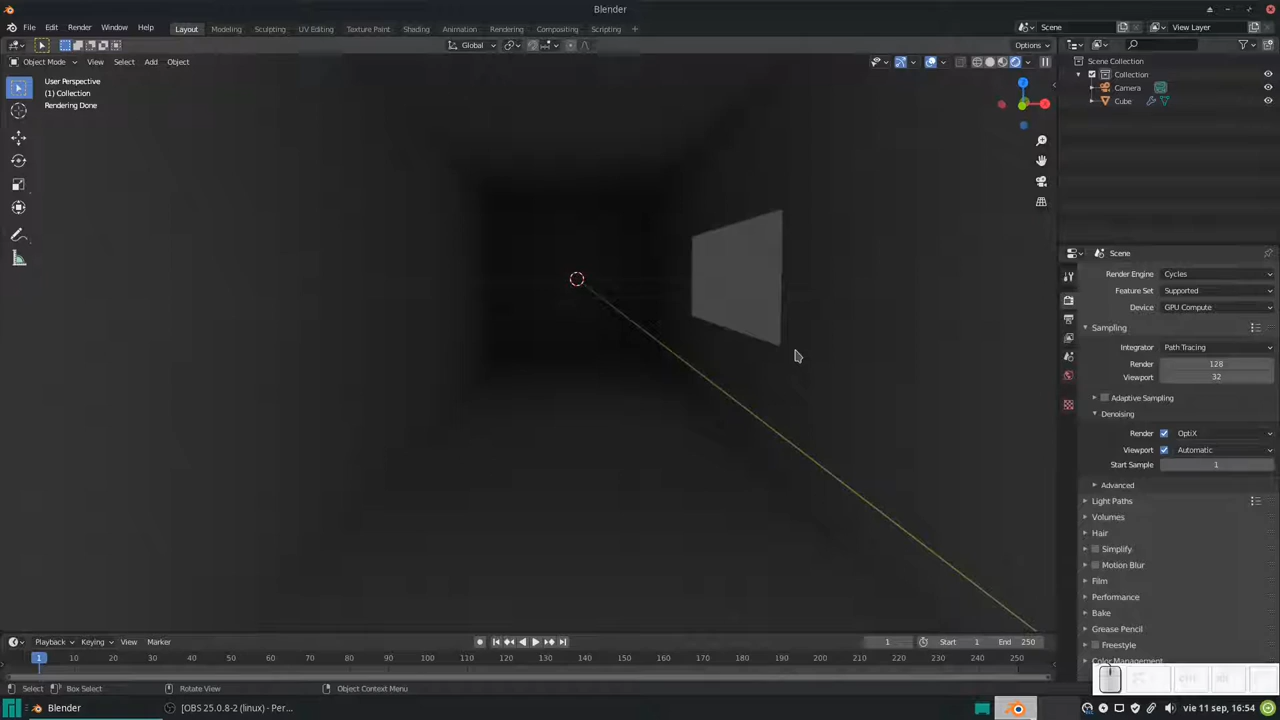 Blender
File Edit Render Window Help Layout Modeling Sculpting UV Editing Texture Paint Shading Animation Compositing Rendering Scripting + Scene View Layer
Global Options
Object Mode View Select Add Object
User Perspective
(1) Collection
Rendering Done
Scene Collection
Collection
Camera
Cube
Scene
Render Engine Cycles
Feature Set Supported
Device GPU Compute
Sampling
Integrator Path Tracing
Render 128
Viewport 32
Adaptive Sampling
Denoising
Render OptiX
Viewport Automatic
Start Sample 1
Advanced
Light Paths
Volumes
Hair
Simplify
Motion Blur
Film
Performance
Bake
Grease Pencil
Freestyle
Color Management
Playback Keying View Marker 1 Start 1 End 250
1 10 20 30 40 50 60 70 80 90 100 110 120 130 140 150 160 170 180 190 200 210 220 230 240 250
Select Box Select Rotate View Object Context Menu
Blender [OBS 25.0.8-2 (linux) - Per... vie 11 sep, 16:54